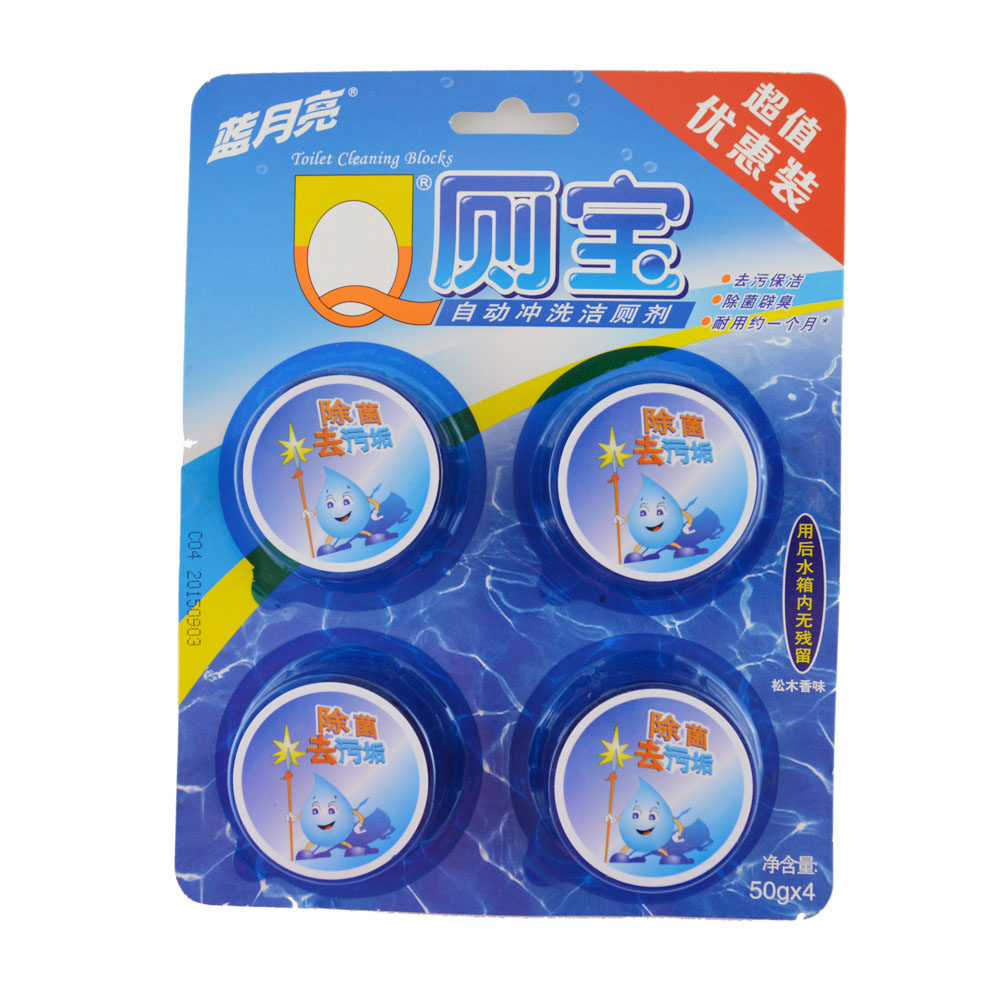 蓝月亮®
Toilet Cleaning Blocks
超值
优惠装
Q®厕宝
自动冲洗洁厕剂
•去污保洁
•除菌辟臭
•耐用约一个月*
除菌
去污垢
除菌
去污垢
C04 20150903
用后水箱内无残留
松木香味
除菌
去污垢
除菌
去污垢
净含量:
50gx4